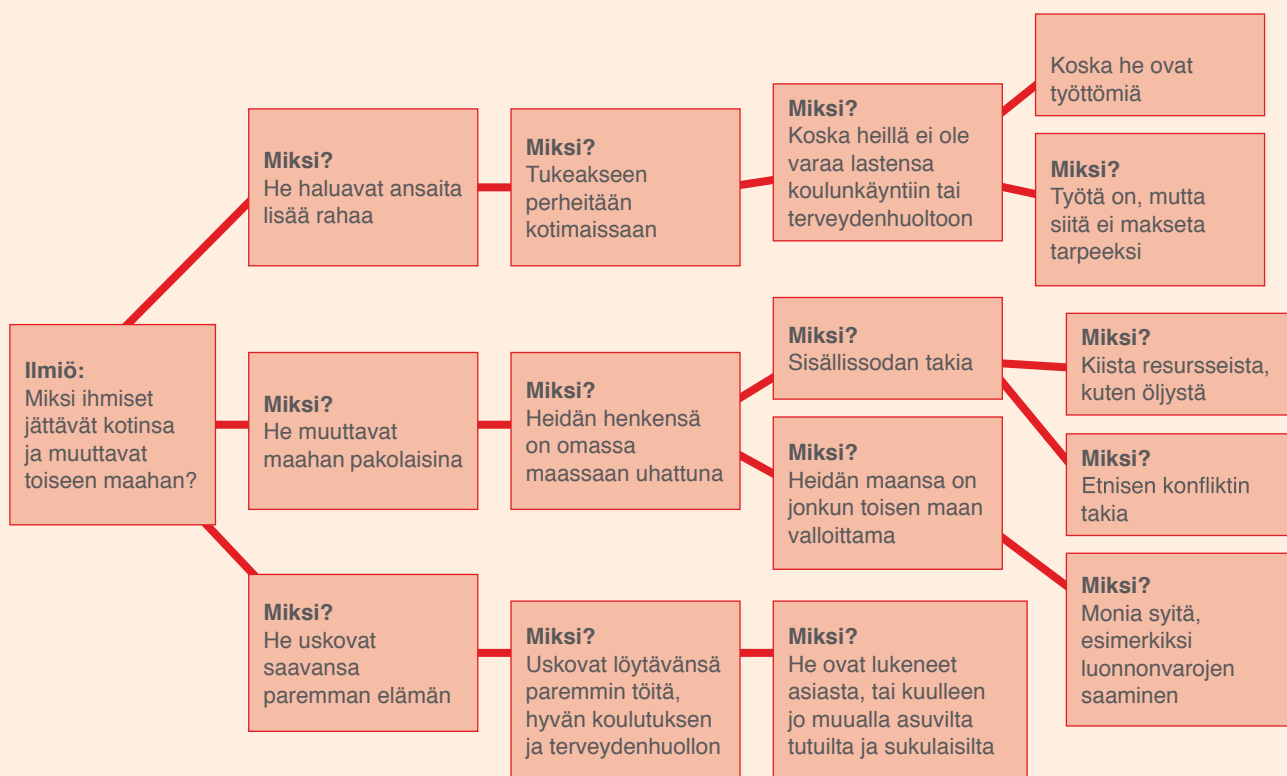 Ilmiö:
Miksi ihmiset
jättävät kotinsa
ja muuttavat
toiseen maahan?
Miksi?
He haluavat ansaita
lisää rahaa
Miksi?
Tukeakseen
perheitään
kotimaissaan
Miksi?
Koska heillä ei ole
varaa lastensa
koulunkäyntiin tai
terveydenhuoltoon
Koska he ovat
työttömiä
Miksi?
Työtä on, mutta
siitä ei makseta
tarpeeksi
Miksi?
He muuttavat
maahan pakolaisina
Miksi?
Heidän henkensä
on omassa
maassaan uhattuna
Miksi?
Sisällissodan takia
Miksi?
Kiista resursseista,
kuten öljystä
Miksi?
Etnisen konfliktin
takia
Miksi?
Heidän maansa on
jonkun toisen maan
valloittama
Miksi?
Monia syitä,
esimerkiksi
luonnonvarojen
saaminen
Miksi?
He uskovat
saavansa
paremman elämän
Miksi?
Uskovat löytävänsä
paremmin töitä,
hyvän koulutuksen
ja terveydenhuollon
Miksi?
He ovat lukeneet
asiasta, tai kuulleen
jo muualla asuvilta
tutuilta ja sukulaisilta